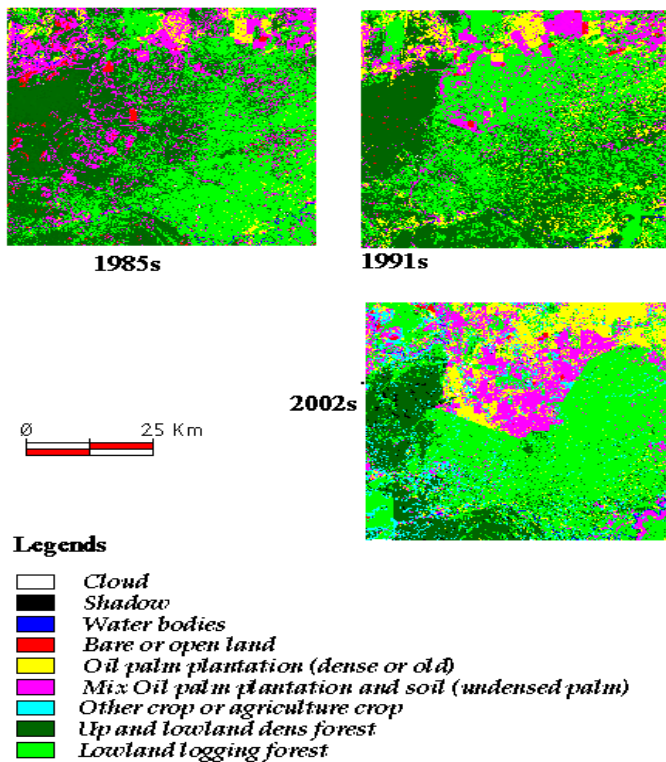 1985s
1991s
2002s
Ø 25 Km
Legends
Cloud
Shadow
Water bodies
Bare or open land
Oil palm plantation (dense or old)
Mix Oil palm plantation and soil (undensed palm)
Other crop or agriculture crop
Up and lowland dens forest
Lowland logging forest